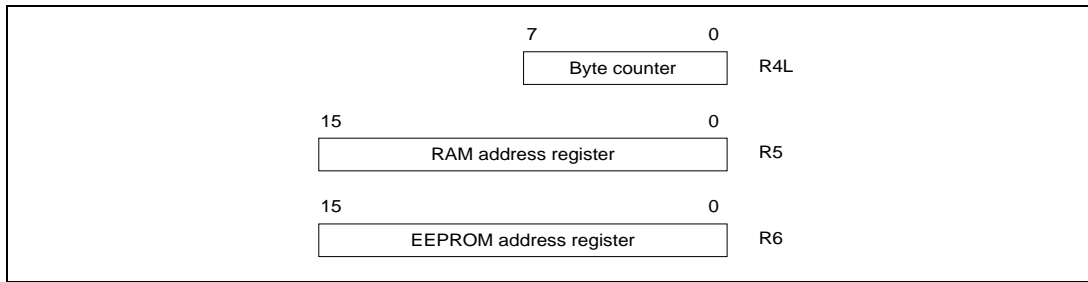 7 0
Byte counter R4L
15 0
RAM address register R5
15 0
EEPROM address register R6